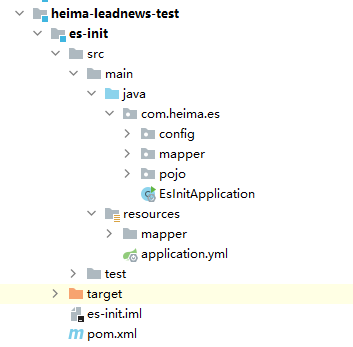 heima-leadnews-test
es-init
src
main
java
com.heima.es
config
mapper
pojo
EsInitApplication
resources
mapper
application.yml
test
target
es-init.iml
pom.xml